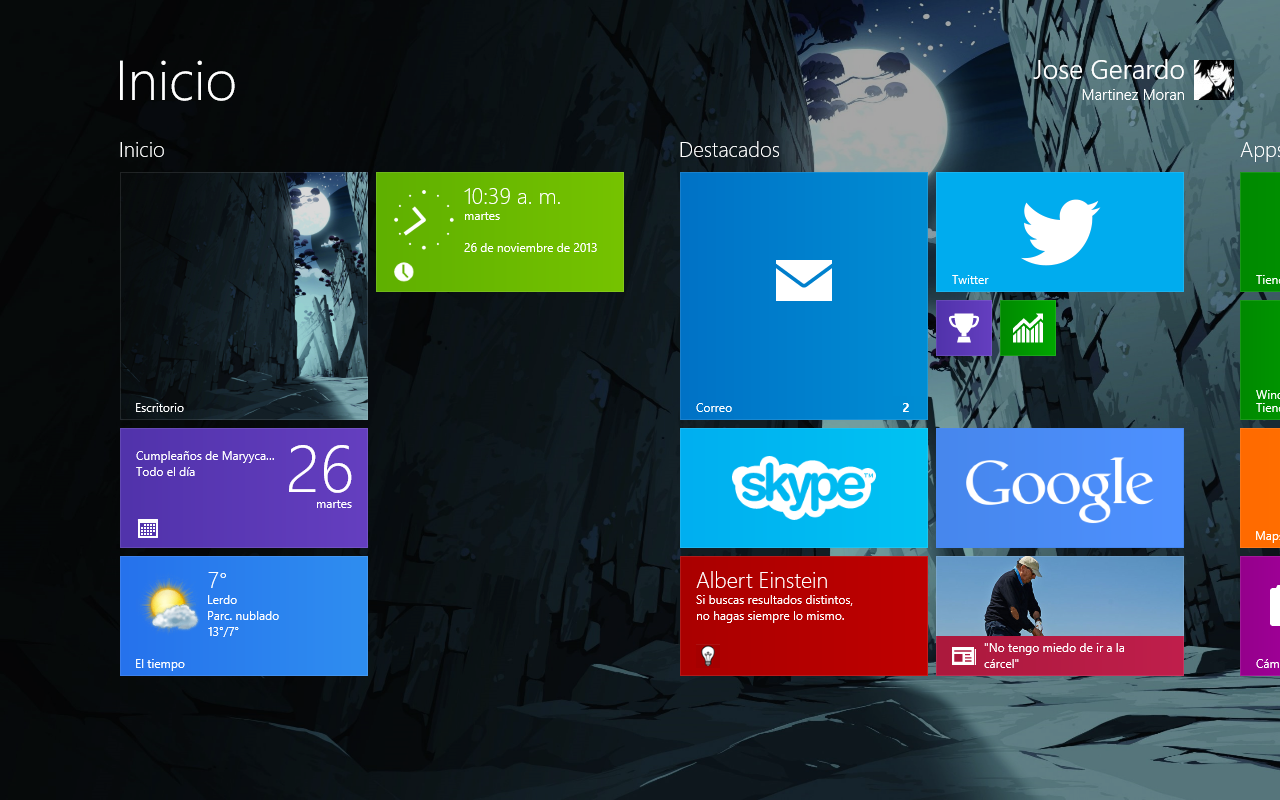 Inicio
Jose Gerardo
Martinez Moran
Inicio
Escritorio
10:39 a. m.
martes
26 de noviembre de 2013
Cumpleaños de Maryyca...
Todo el día
26
martes
7°
Lerdo
Parc. nublado
13°/7°
El tiempo
Destacados
Correo
2
Twitter
skype™
Google
Albert Einstein
Si buscas resultados distintos,
no hagas siempre lo mismo.
"No tengo miedo de ir a la
cárcel"
Apps
Tien
Wind
Tien
Maps
Cám